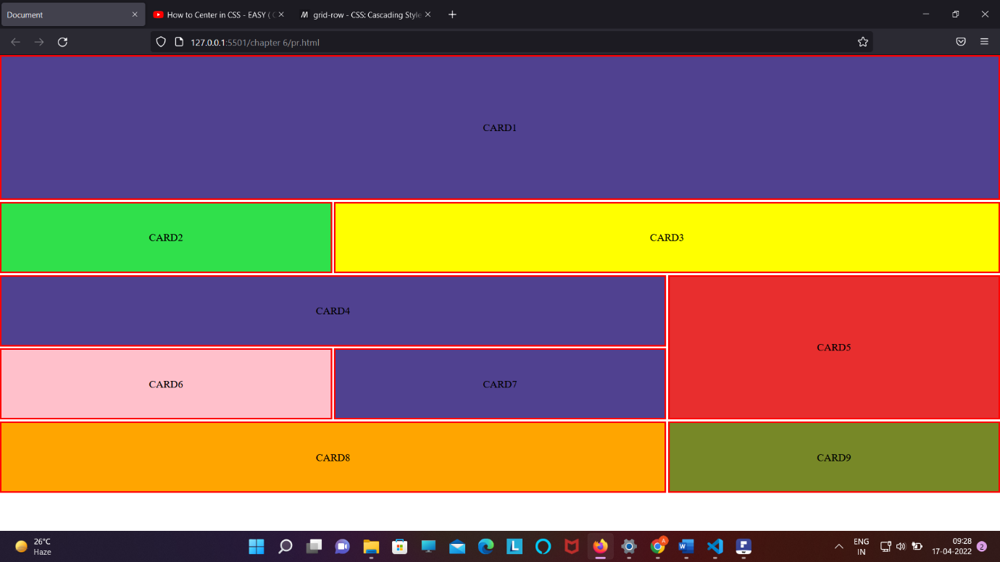 Document
How to Center in CSS - EASY (
grid-row - CSS: Cascading Style
127.0.0.1:5501/chapter 6/pr.html
CARD1
CARD2
CARD3
CARD4
CARD5
CARD6
CARD7
CARD8
CARD9
26°C
Haze
L
A
W
F
W
ENG
IN
09:28
17-04-2022
2